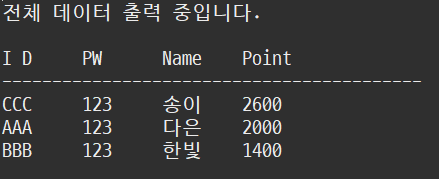 전체 데이터 출력 중입니다.
I D PW Name Point
------------------------------------------
CCC 123 송이 2600
AAA 123 다은 2000
BBB 123 한빛 1400